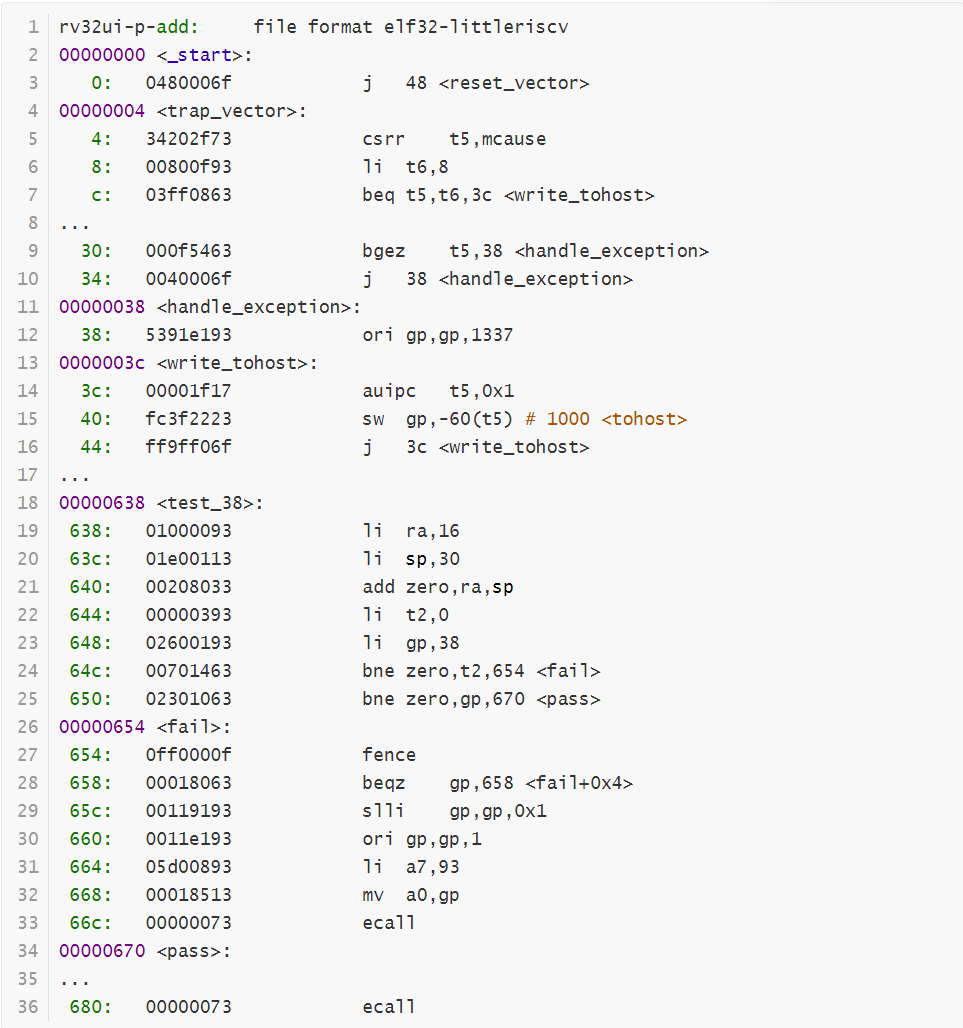 1 rv32ui-p-add:     file format elf32-littleriscv
2 00000000 <_start>:
3    0:   0480006f            j   48 <reset_vector>
4 00000004 <trap_vector>:
5    4:   34202f73            csrr    t5,mcause
6    8:   00800f93            li  t6,8
7    c:   03ff0863            beq t5,t6,3c <write_tohost>
8 ...
9   30:   000f5463            bgez    t5,38 <handle_exception>
10   34:   0040006f            j   38 <handle_exception>
11 00000038 <handle_exception>:
12   38:   5391e193            ori gp,gp,1337
13 0000003c <write_tohost>:
14   3c:   00001f17            auipc   t5,0x1
15   40:   fc3f2223            sw  gp,-60(t5) # 1000 <tohost>
16   44:   ff9ff06f            j   3c <write_tohost>
17 ...
18 00000638 <test_38>:
19  638:   01000093            li  ra,16
20  63c:   01e00113            li  sp,30
21  640:   00208033            add zero,ra,sp
22  644:   00000393            li  t2,0
23  648:   02600193            li  gp,38
24  64c:   00701463            bne zero,t2,654 <fail>
25  650:   02301063            bne zero,gp,670 <pass>
26 00000654 <fail>:
27  654:   0ff0000f            fence
28  658:   00018063            beqz    gp,658 <fail+0x4>
29  65c:   00119193            slli    gp,gp,0x1
30  660:   0011e193            ori gp,gp,1
31  664:   05d00893            li  a7,93
32  668:   00018513            mv  a0,gp
33  66c:   00000073            ecall
34 00000670 <pass>:
35 ...
36  680:   00000073            ecall